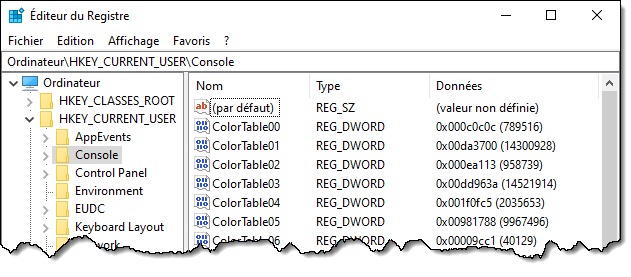 Éditeur du Registre
Fichier Edition Affichage Favoris ?
Ordinateur\HKEY_CURRENT_USER\Console
Ordinateur
HKEY_CLASSES_ROOT
HKEY_CURRENT_USER
AppEvents
Console
Control Panel
Environment
EUDC
Keyboard Layout
Nom Type Données
ab (par défaut) REG_SZ (valeur non définie)
ColorTable00 REG_DWORD 0x000c0c0c (789516)
ColorTable01 REG_DWORD 0x00da3700 (14300928)
ColorTable02 REG_DWORD 0x000ea113 (958739)
ColorTable03 REG_DWORD 0x00dd963a (14521914)
ColorTable04 REG_DWORD 0x001f0fc5 (2035653)
ColorTable05 REG_DWORD 0x00981788 (9967496)
ColorTable06 REG_DWORD 0x00009cc1 (40129)